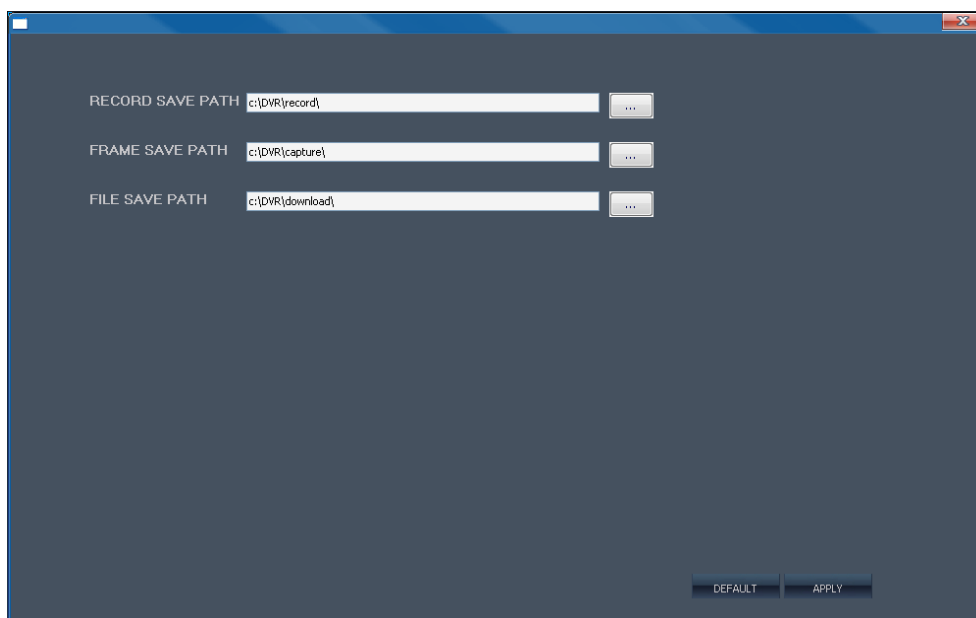 RECORD SAVE PATH c:\DVR\record\ ...
FRAME SAVE PATH c:\DVR\capture\ ...
FILE SAVE PATH c:\DVR\download\ ...
DEFAULT APPLY